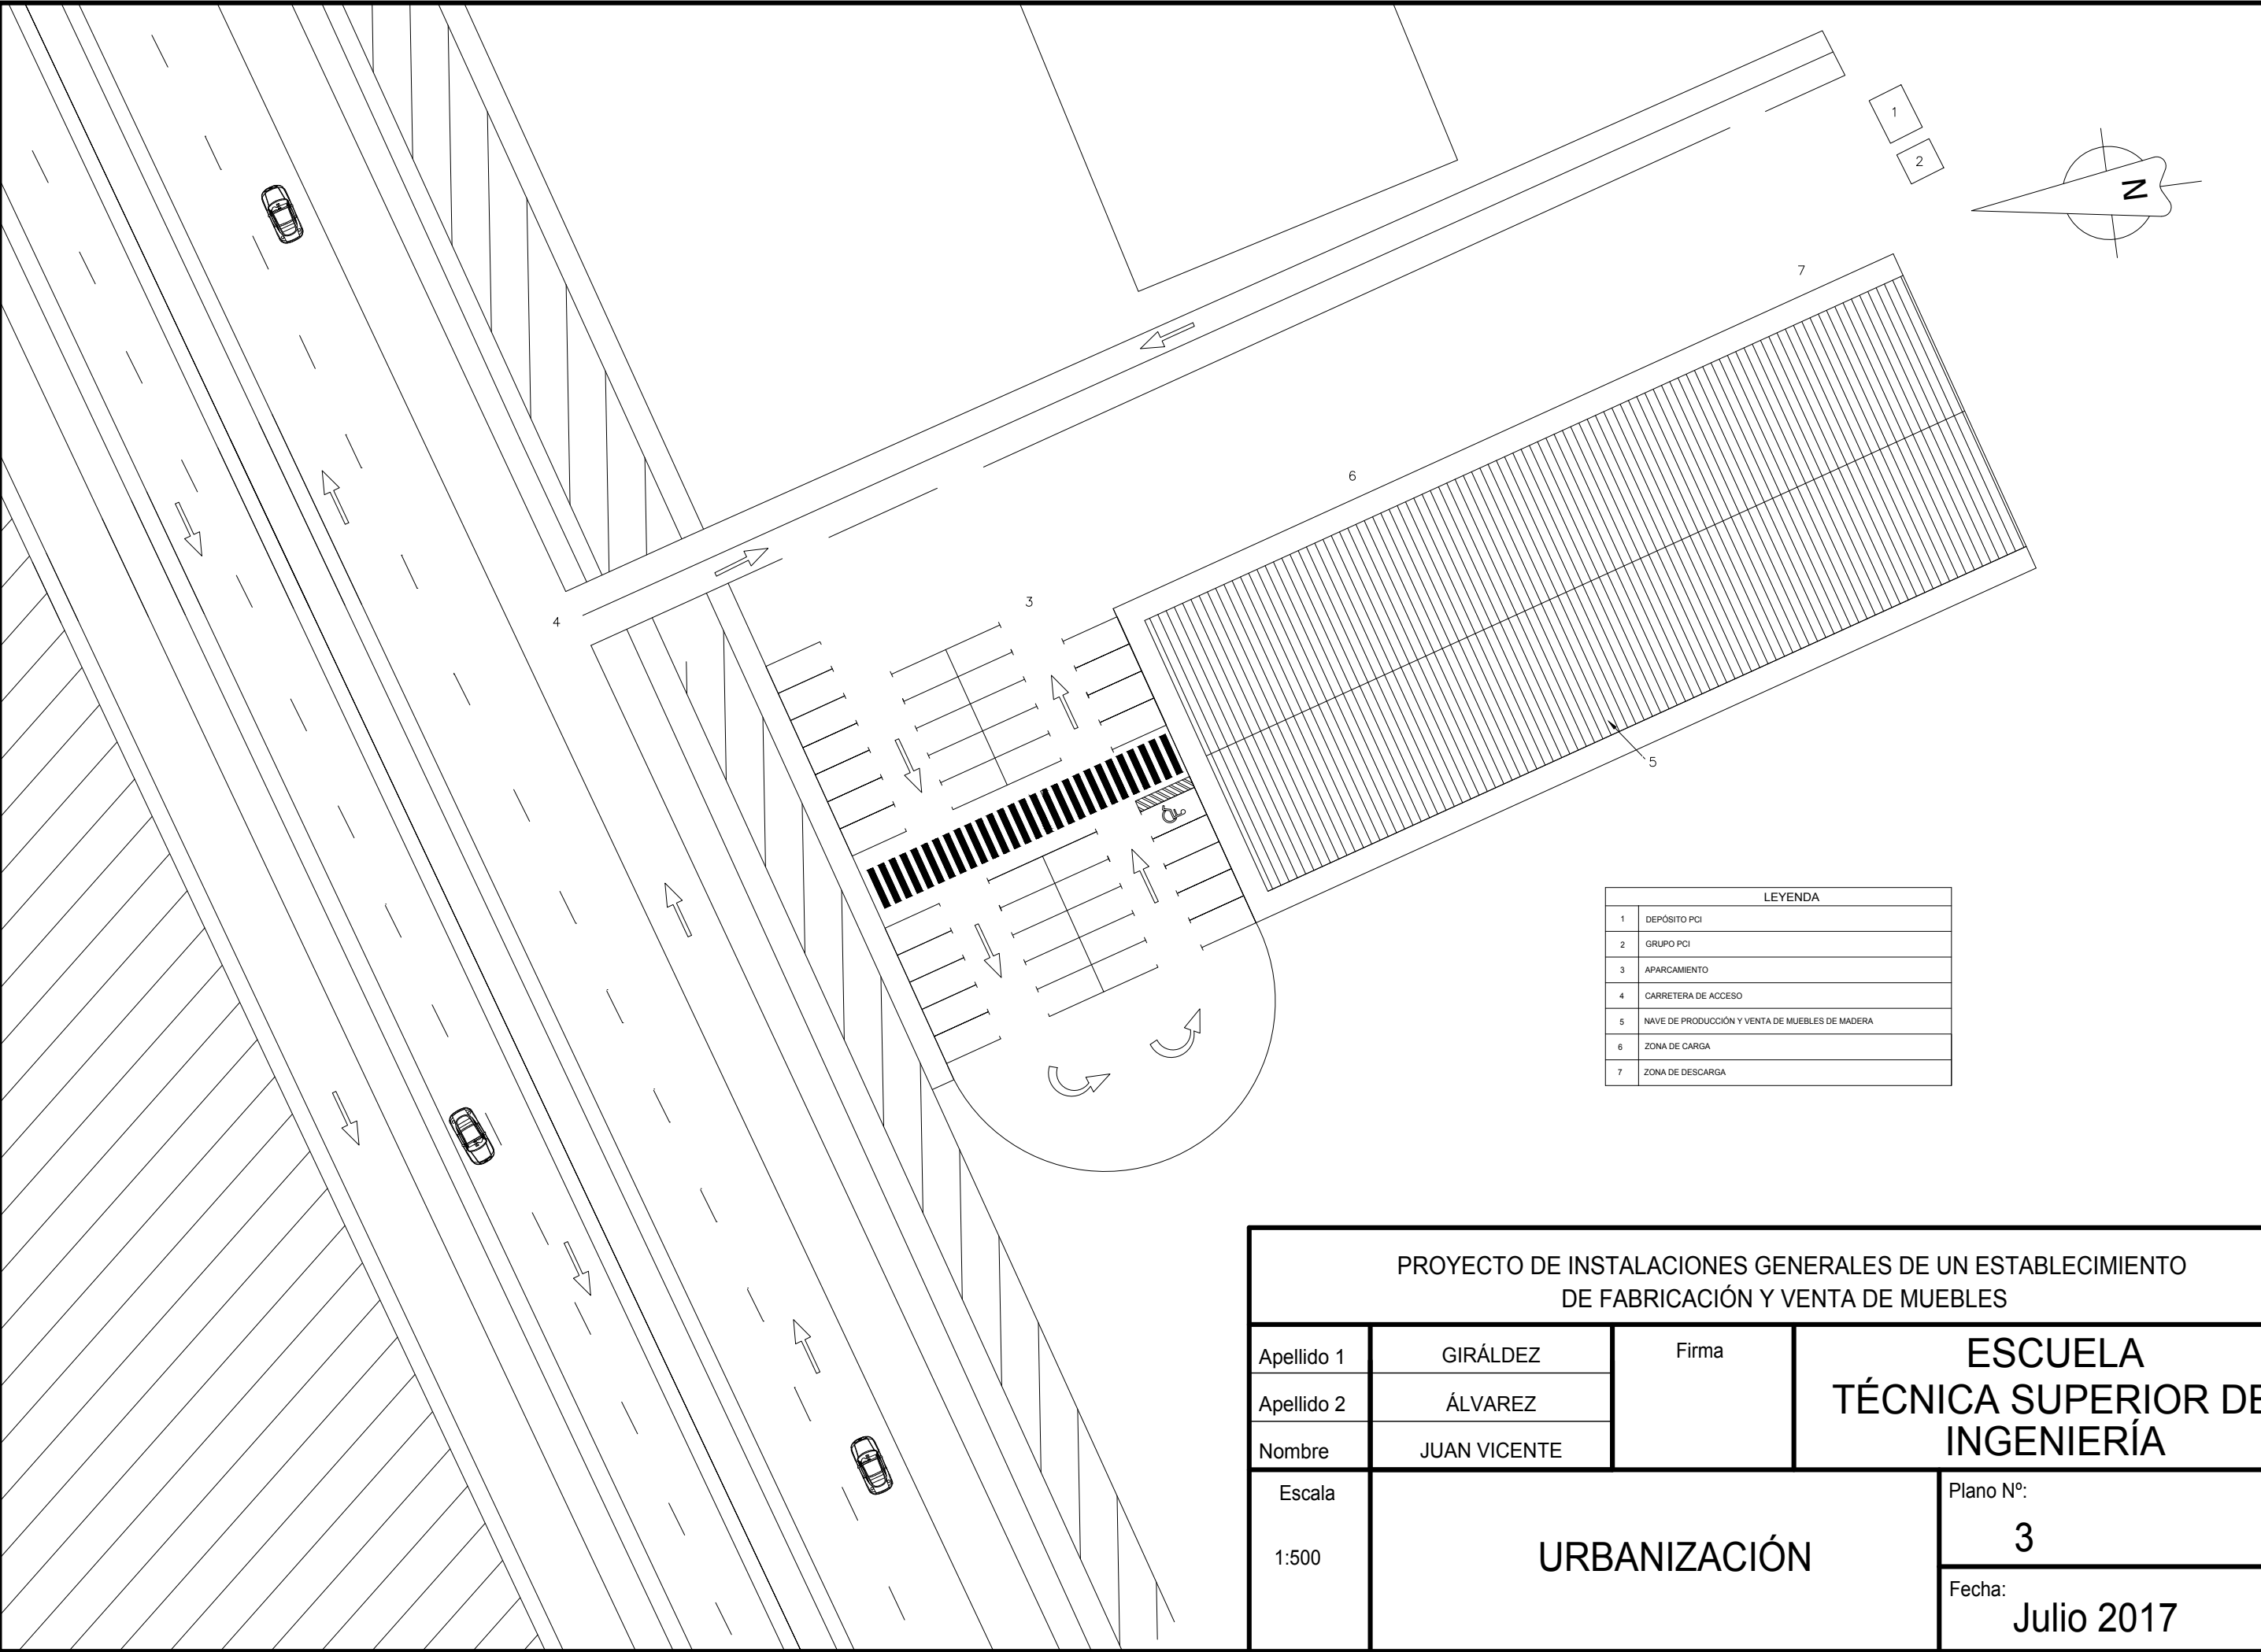 1
2
N
7
6
3
4
5
LEYENDA
1 DEPÓSITO PCI
2 GRUPO PCI
3 APARCAMIENTO
4 CARRETERA DE ACCESO
5 NAVE DE PRODUCCIÓN Y VENTA DE MUEBLES DE MADERA
6 ZONA DE CARGA
7 ZONA DE DESCARGA
PROYECTO DE INSTALACIONES GENERALES DE UN ESTABLECIMIENTO
DE FABRICACIÓN Y VENTA DE MUEBLES
Apellido 1 GIRÁLDEZ
Apellido 2 ÁLVAREZ
Nombre JUAN VICENTE
Firma
ESCUELA
TÉCNICA SUPERIOR DE
INGENIERÍA
Escala
1:500
URBANIZACIÓN
Plano Nº:
3
Fecha:
Julio 2017